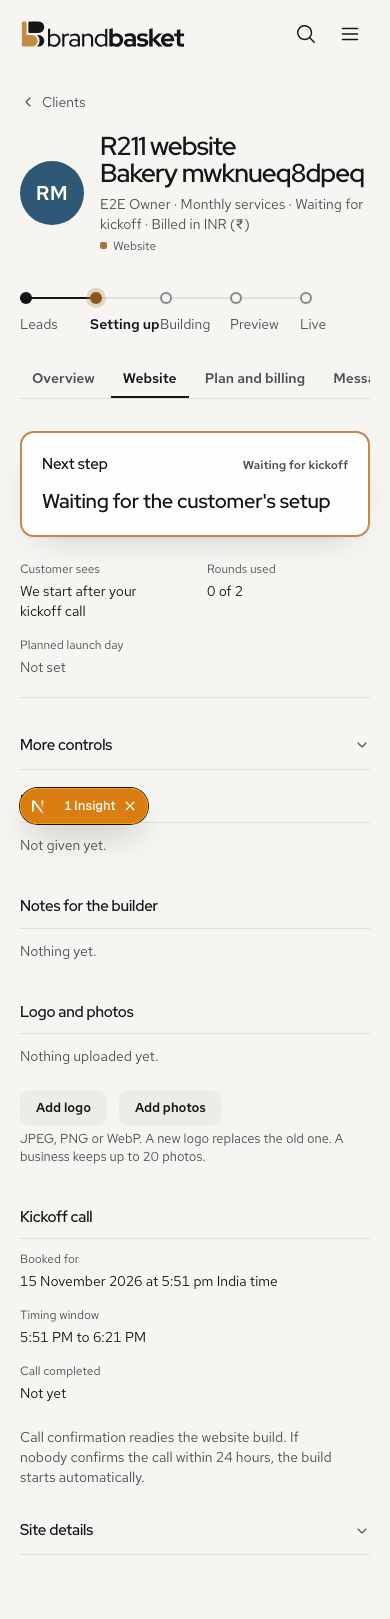 brandbasket
Clients
RM
R211 website
Bakery mwknueq8dpeq
E2E Owner · Monthly services · Waiting for
kickoff · Billed in INR (₹)
Website
Leads
Setting up
Building
Preview
Live
Overview
Website
Plan and billing
Messa
Next step
Waiting for kickoff
Waiting for the customer's setup
Customer sees
We start after your
kickoff call
Rounds used
0 of 2
Planned launch day
Not set
More controls
N
1 Insight
Not given yet.
Notes for the builder
Nothing yet.
Logo and photos
Nothing uploaded yet.
Add logo
Add photos
JPEG, PNG or WebP. A new logo replaces the old one. A
business keeps up to 20 photos.
Kickoff call
Booked for
15 November 2026 at 5:51 pm India time
Timing window
5:51 PM to 6:21 PM
Call completed
Not yet
Call confirmation readies the website build. If
nobody confirms the call within 24 hours, the build
starts automatically.
Site details